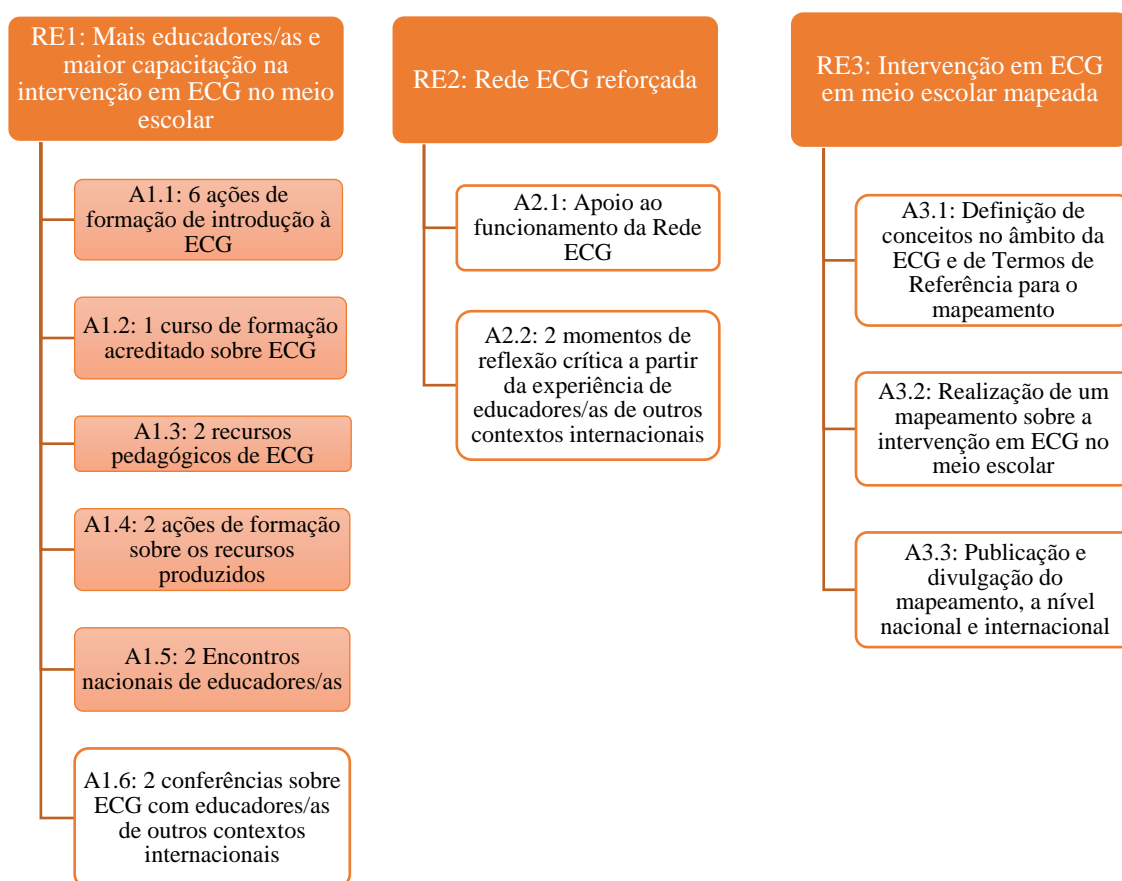 RE1: Mais educadores/as e
maior capacitação na
intervenção em ECG no meio
escolar
A1.1: 6 ações de
formação de introdução à
ECG
A1.2: 1 curso de formação
acreditado sobre ECG
A1.3: 2 recursos
pedagógicos de ECG
A1.4: 2 ações de formação
sobre os recursos
produzidos
A1.5: 2 Encontros
nacionais de educadores/as
A1.6: 2 conferências sobre
ECG com educadores/as
de outros contextos
internacionais
RE2: Rede ECG reforçada
A2.1: Apoio ao
funcionamento da Rede
ECG
A2.2: 2 momentos de
reflexão crítica a partir
da experiência de
educadores/as de outros
contextos internacionais
RE3: Intervenção em ECG
em meio escolar mapeada
A3.1: Definição de
conceitos no âmbito da
ECG e de Termos de
Referência para o
mapeamento
A3.2: Realização de um
mapeamento sobre a
intervenção em ECG no
meio escolar
A3.3: Publicação e
divulgação do
mapeamento, a nível
nacional e internacional